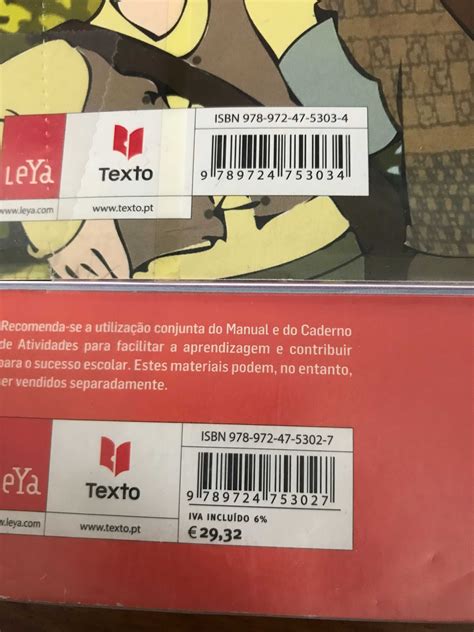 ISBN 978-972-47-5303-4
LeYa
Texto
9 789724 753034
www.leya.com
www.texto.pt
Recomenda-se a utilização conjunta do Manual e do Caderno
de Atividades para facilitar a aprendizagem e contribuir
para o sucesso escolar. Estes materiais podem, no entanto,
ser vendidos separadamente.
ISBN 978-972-47-5302-7
LeYa
Texto
9 789724 753027
www.leya.com
www.texto.pt
IVA INCLUÍDO 6%
€29,32